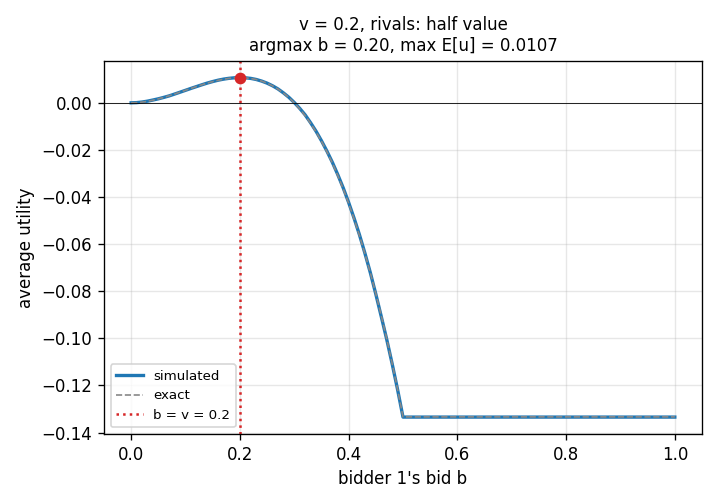 v = 0.2, rivals: half value
argmax b = 0.20, max E[u] = 0.0107
average utility
0.00
−0.02
−0.04
−0.06
−0.08
−0.10
−0.12
−0.14
simulated
exact
b = v = 0.2
0.0 0.2 0.4 0.6 0.8 1.0
bidder 1's bid b